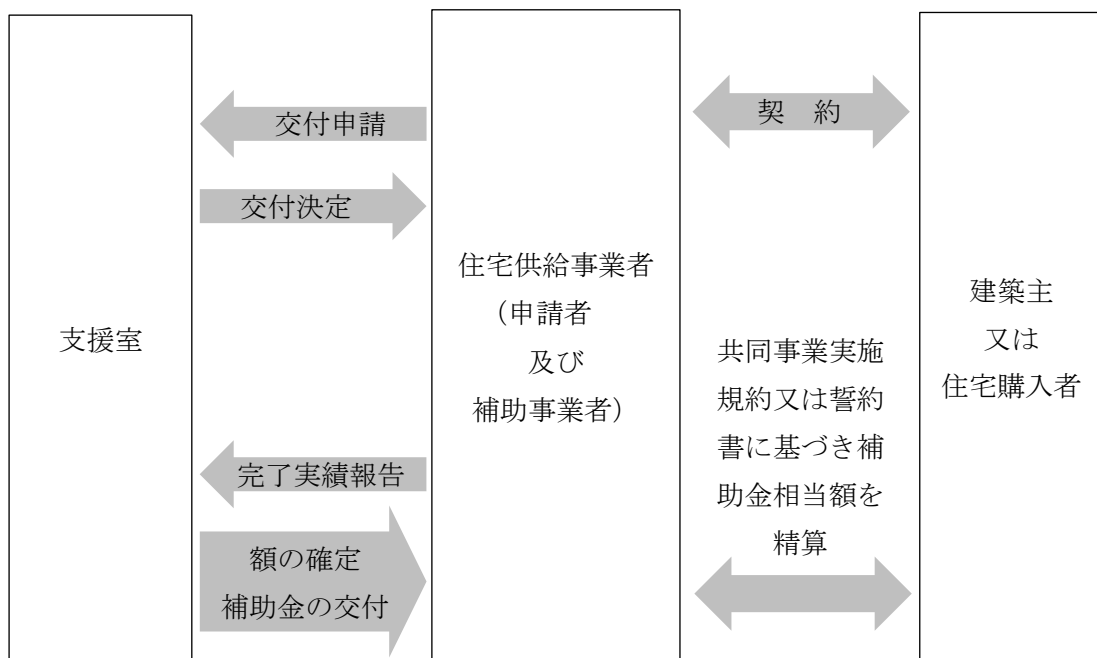 支援室
交付申請
交付決定
完了実績報告
額の確定
補助金の交付
住宅供給事業者
（申請者
及び
補助事業者）
契　約
共同事業実施
規約又は誓約
書に基づき補
助金相当額を
精算
建築主
又は
住宅購入者